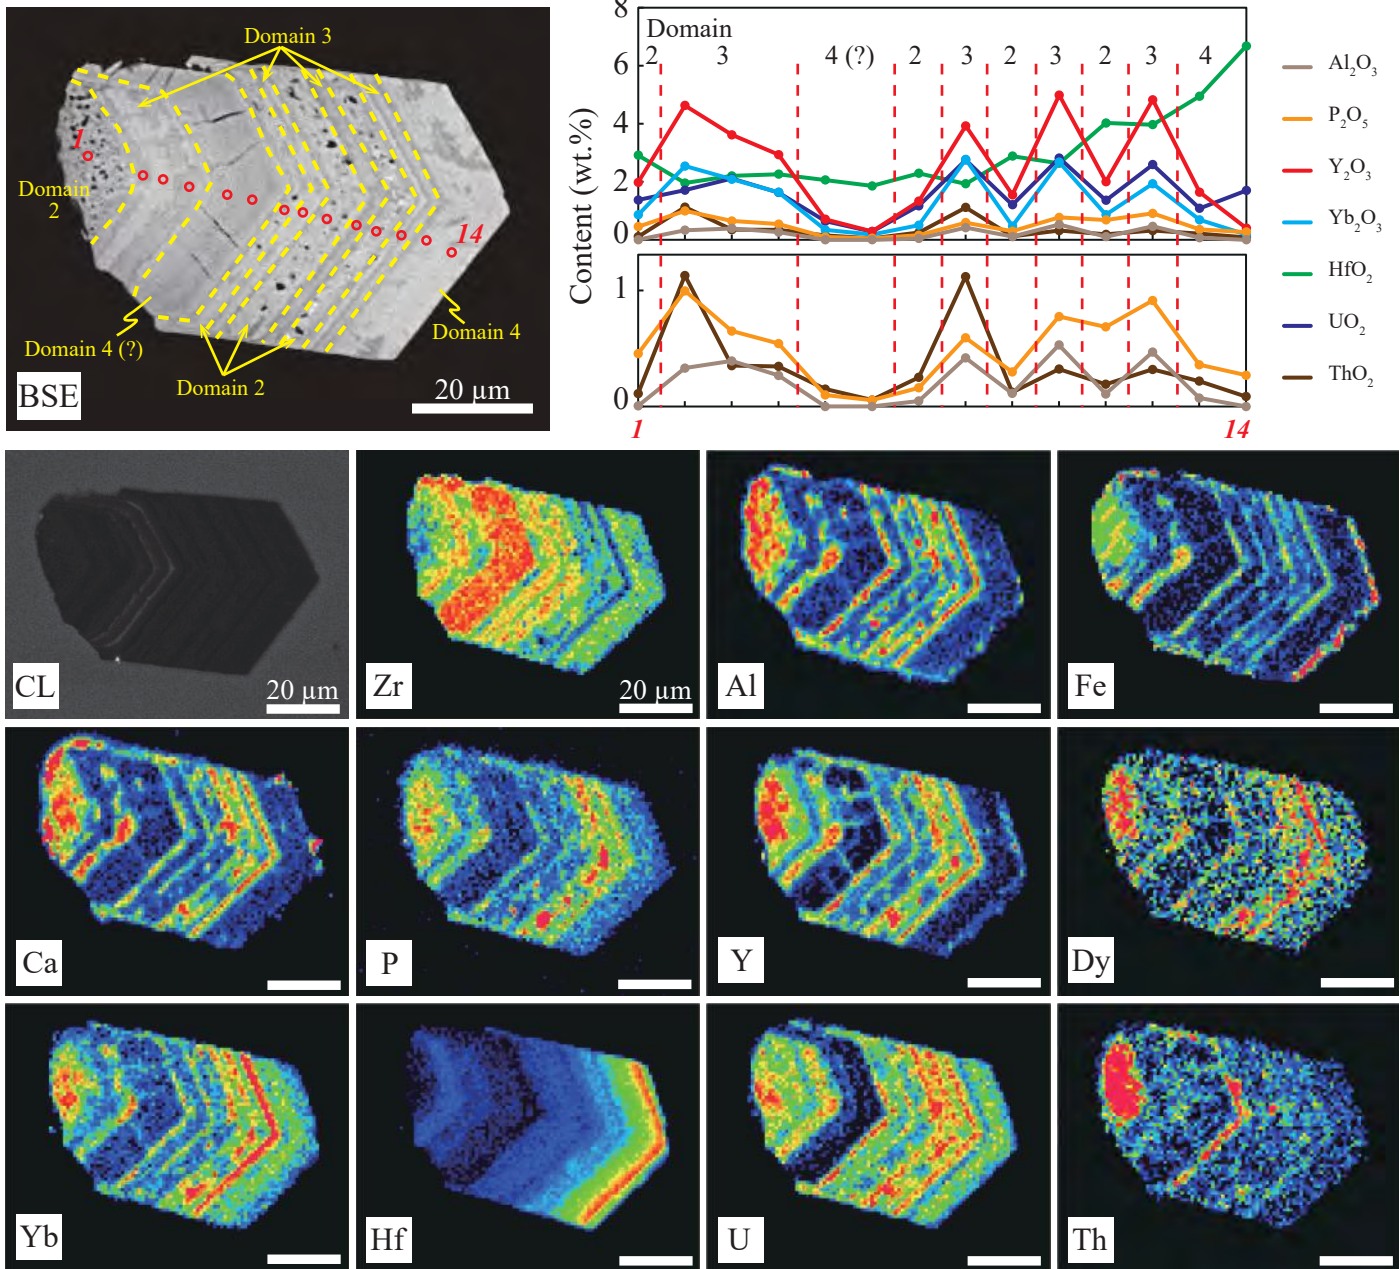 Domain 3
1
Domain
2
14
Domain 4 (?)
Domain 4
Domain 2
BSE
20 µm
Content (wt.%)
8
6
4
2
0
Domain
2 3 4 (?) 2 3 2 3 2 3 4
1
0
1
14
Al₂O₃
P₂O₅
Y₂O₃
Yb₂O₃
HfO₂
UO₂
ThO₂
CL
20 µm
Zr
20 µm
Al
Fe
Ca
P
Y
Dy
Yb
Hf
U
Th